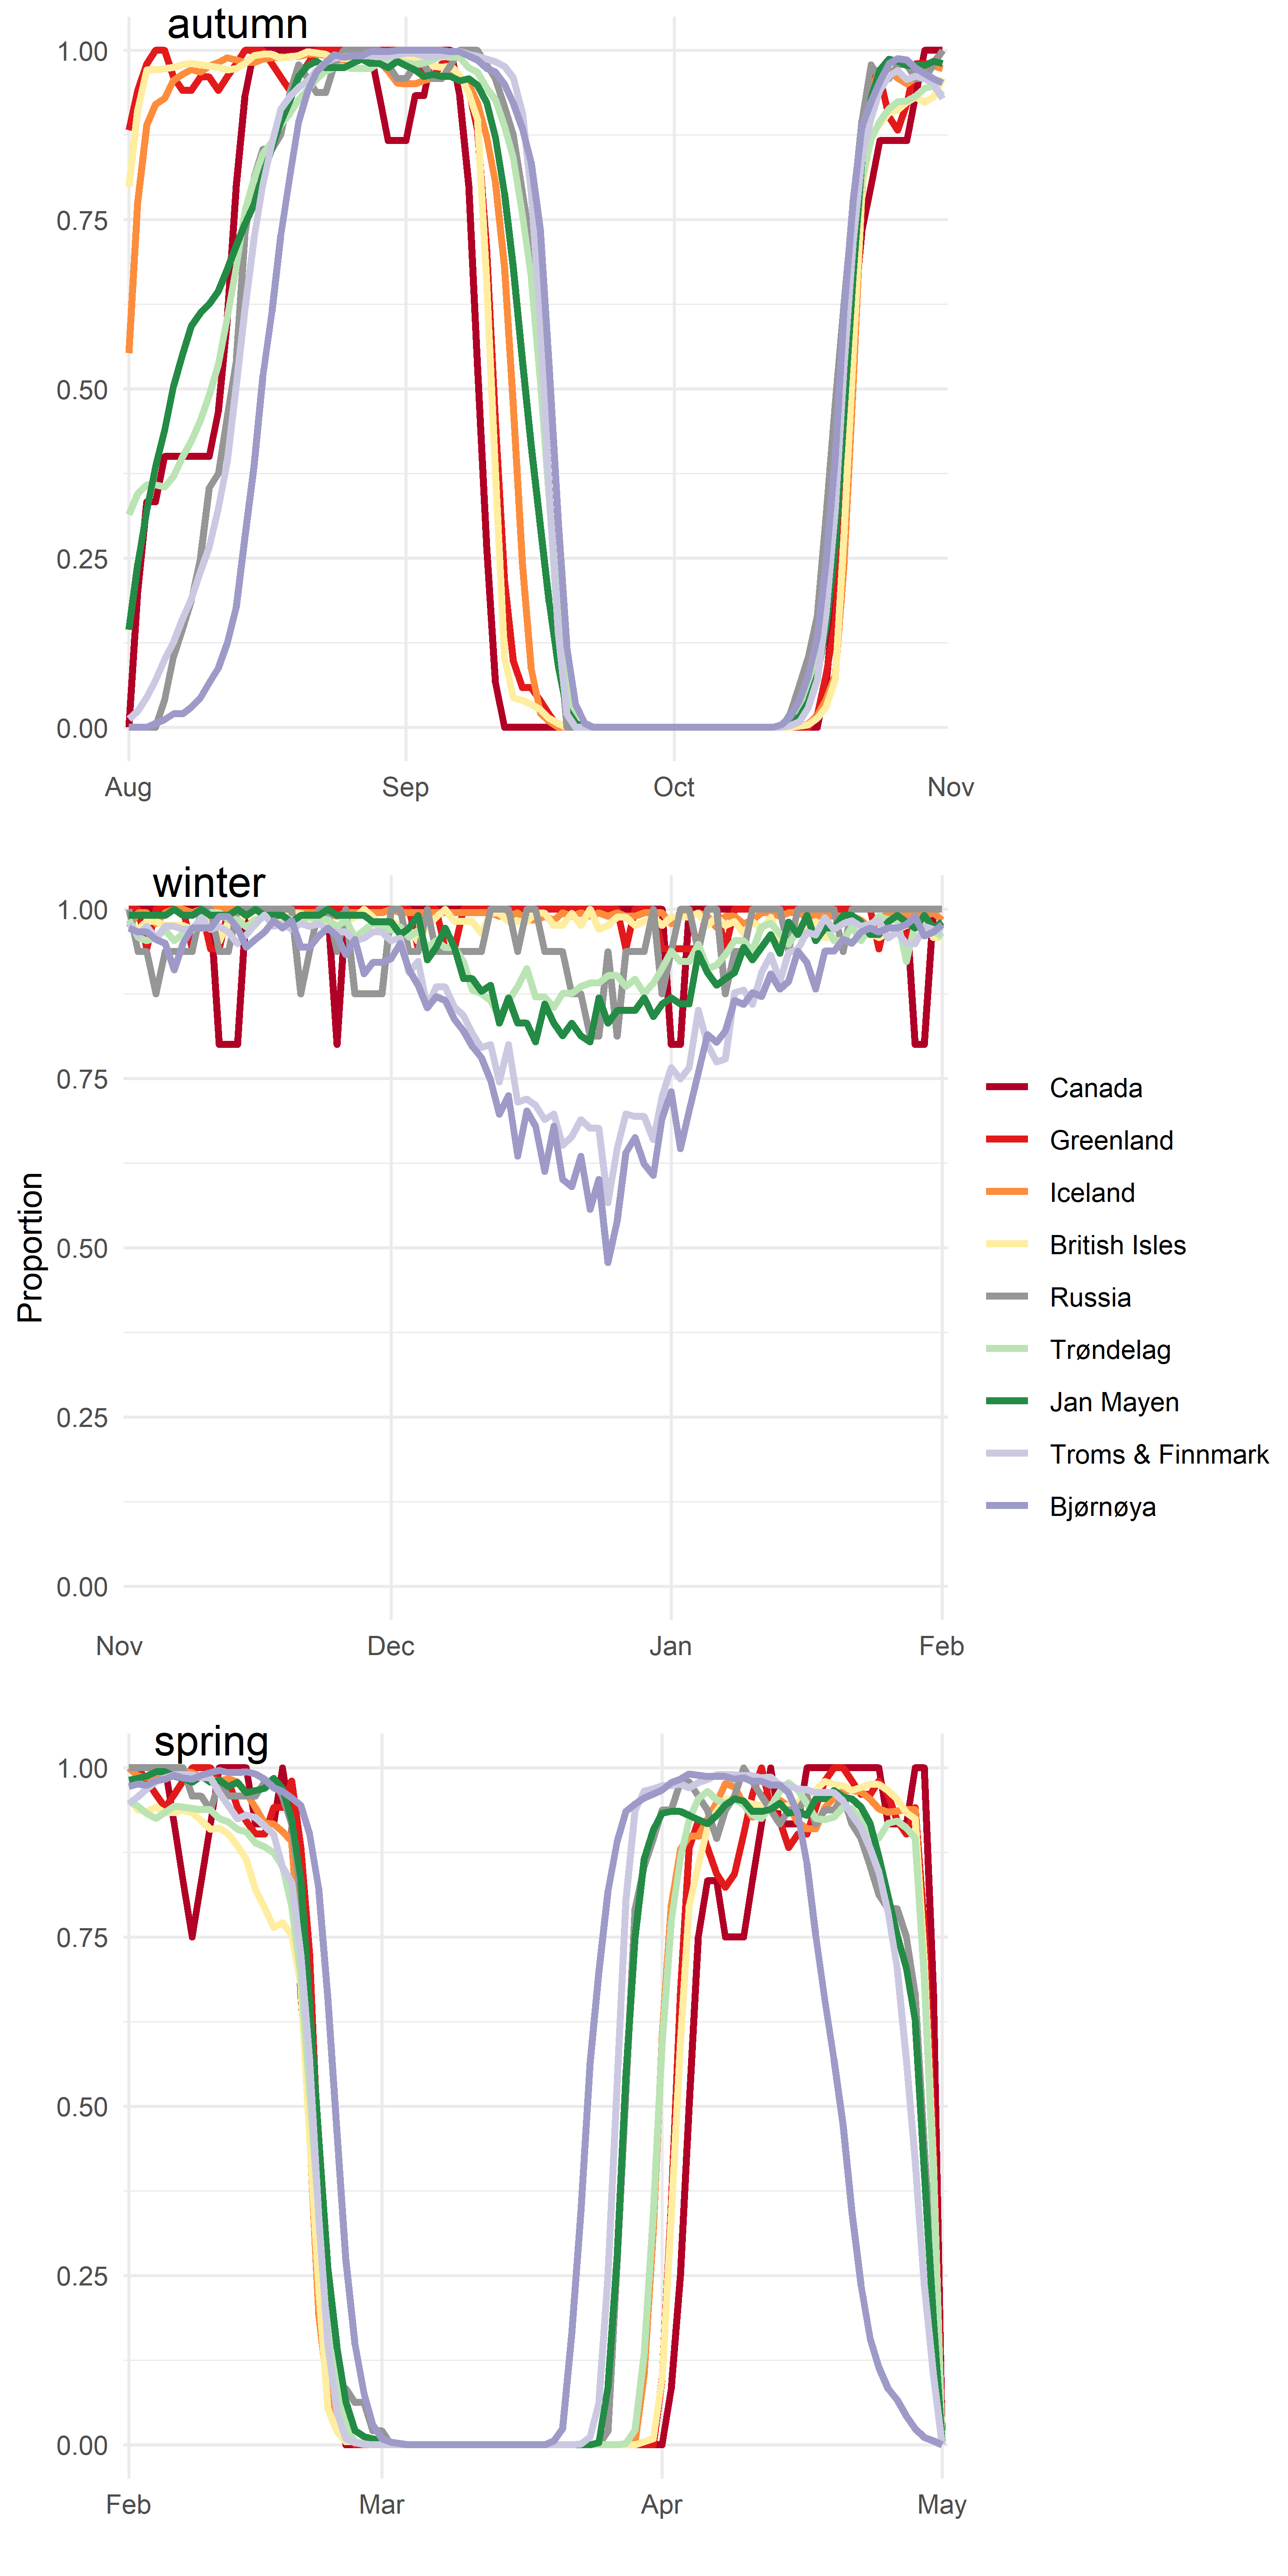 autumn
1.00
0.75
0.50
0.25
0.00
Aug Sep Oct Nov
winter
1.00
0.75
0.50
0.25
0.00
Nov Dec Jan Feb
Proportion
Canada
Greenland
Iceland
British Isles
Russia
Trøndelag
Jan Mayen
Troms & Finnmark
Bjørnøya
spring
1.00
0.75
0.50
0.25
0.00
Feb Mar Apr May